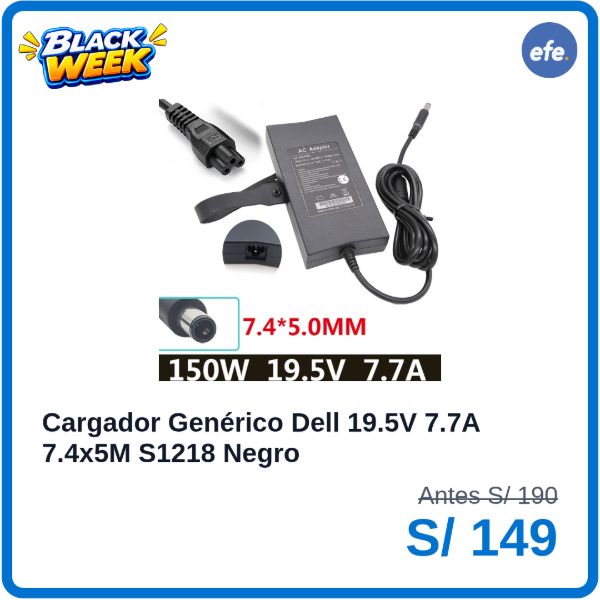 BLACK
WEEK
efe.
AC Adapter
7.4*5.0MM
150W 19.5V 7.7A
Cargador Genérico Dell 19.5V 7.7A
7.4x5M S1218 Negro
Antes S/ 190
S/ 149